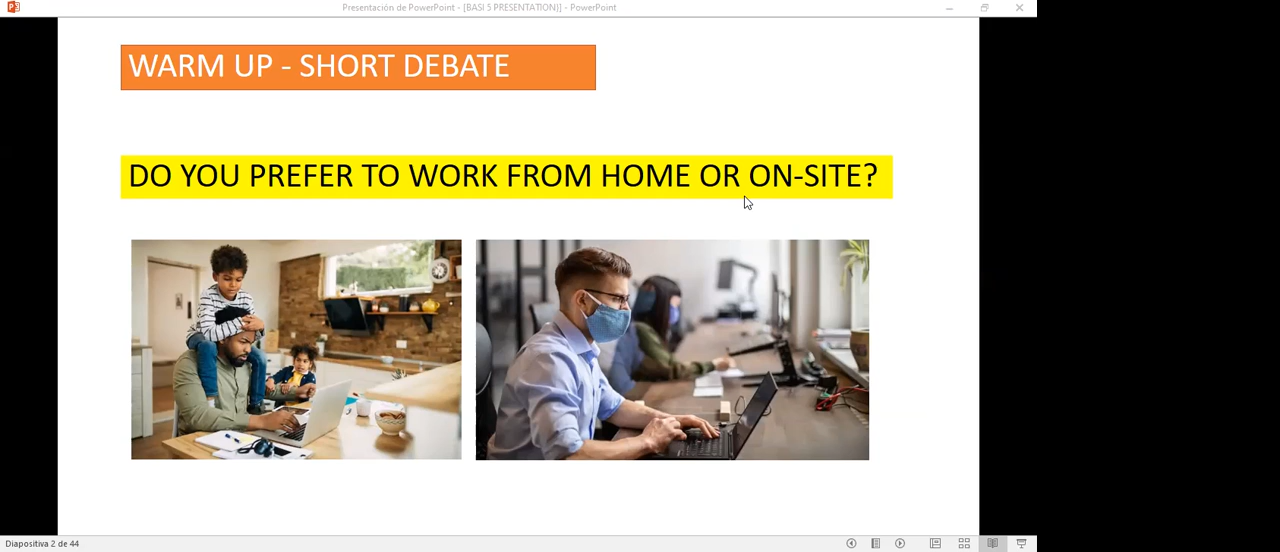 Presentación de PowerPoint - [BASI 5 PRESENTATION)] - PowerPoint
WARM UP - SHORT DEBATE
DO YOU PREFER TO WORK FROM HOME OR ON-SITE?
Diapositiva 2 de 44